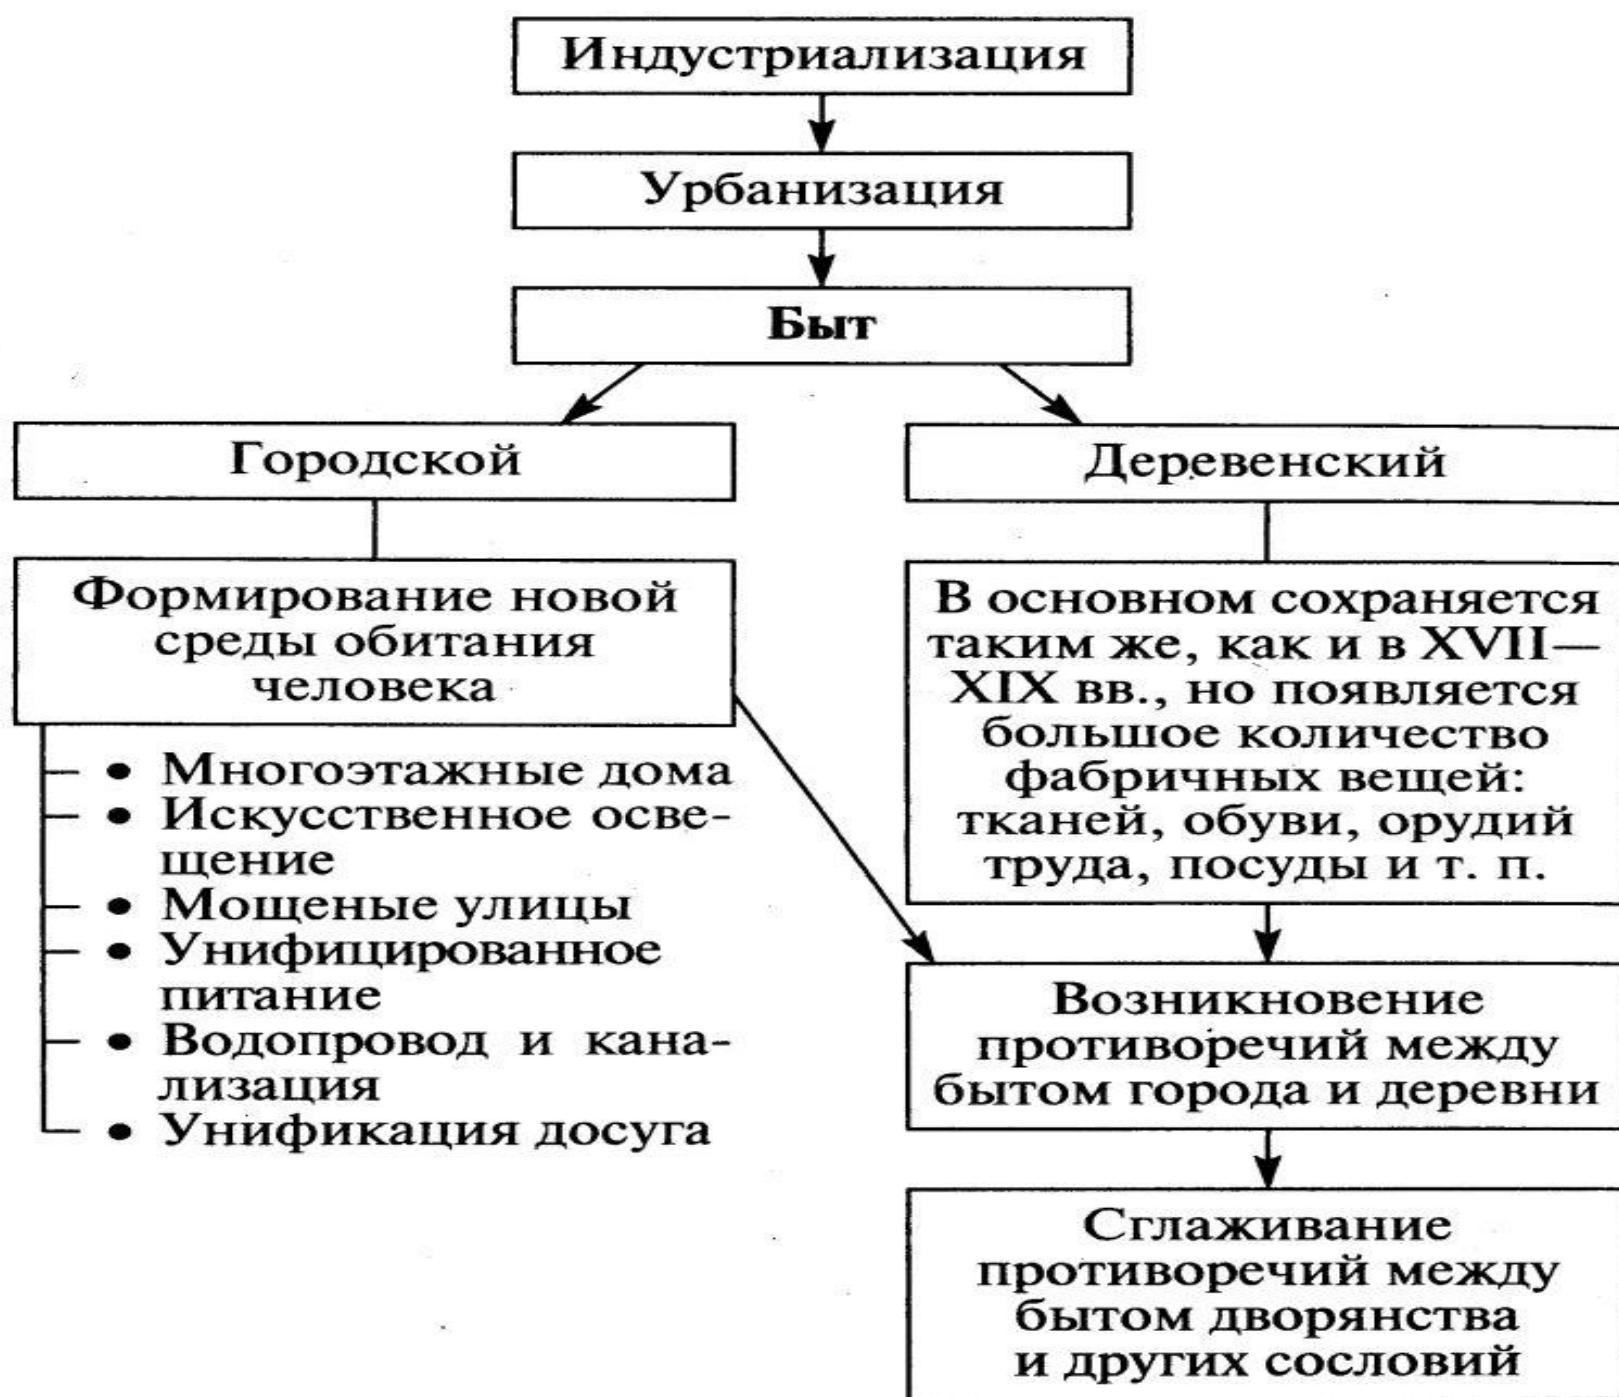 Индустриализация
Урбанизация
Быт
Городской
Деревенский
Формирование новой
среды обитания
человека
• Многоэтажные дома
• Искусственное осве-
щение
• Мощеные улицы
• Унифицированное
питание
• Водопровод и кана-
лизация
• Унификация досуга
В основном сохраняется
таким же, как и в XVII—
XIX вв., но появляется
большое количество
фабричных вещей:
тканей, обуви, орудий
труда, посуды и т. п.
Возникновение
противоречий между
бытом города и деревни
Сглаживание
противоречий между
бытом дворянства
и других сословий